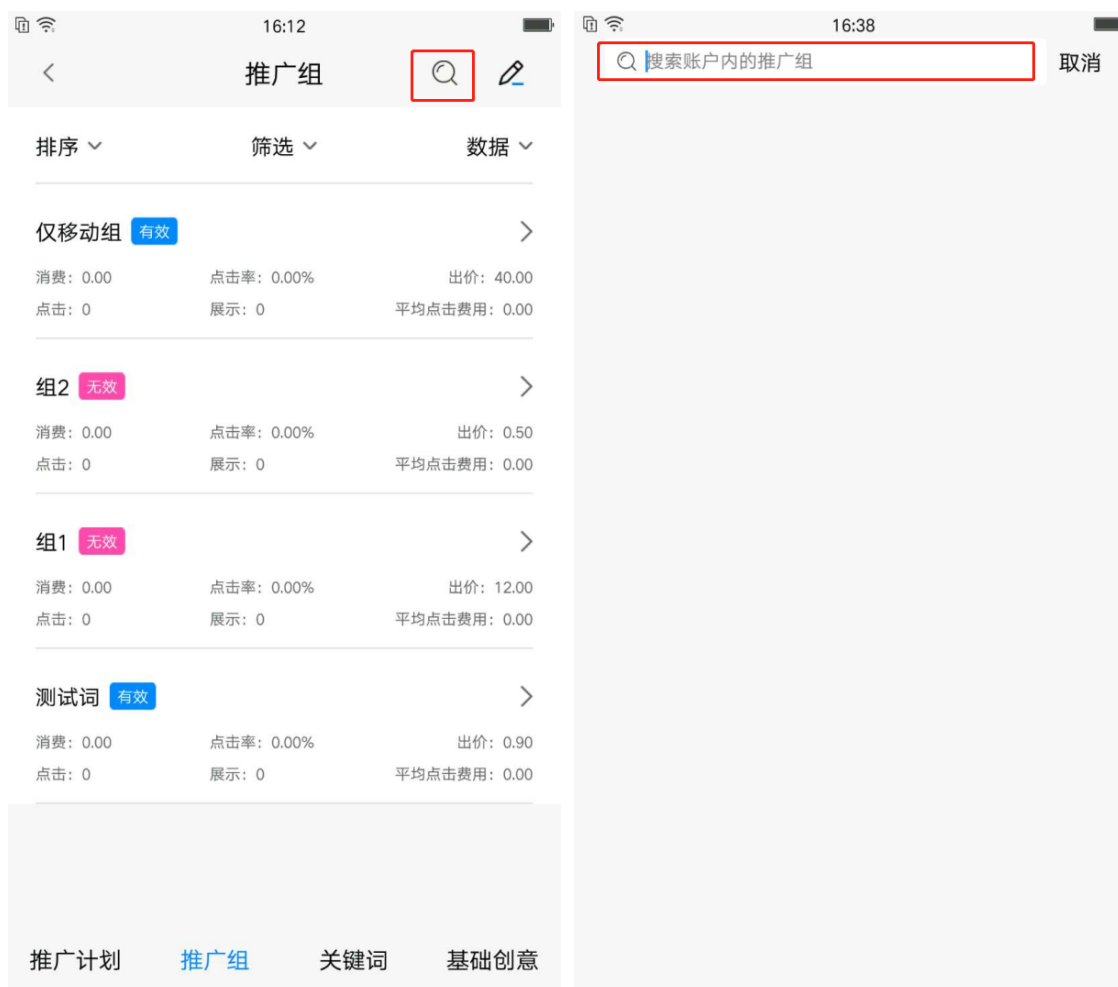 16:12
推广组
排序 筛选 数据
仅移动组 有效
消费：0.00 点击率：0.00% 出价：40.00
点击：0 展示：0 平均点击费用：0.00
组2 无效
消费：0.00 点击率：0.00% 出价：0.50
点击：0 展示：0 平均点击费用：0.00
组1 无效
消费：0.00 点击率：0.00% 出价：12.00
点击：0 展示：0 平均点击费用：0.00
测试词 有效
消费：0.00 点击率：0.00% 出价：0.90
点击：0 展示：0 平均点击费用：0.00
推广计划 推广组 关键词 基础创意
16:38
搜索账户内的推广组 取消